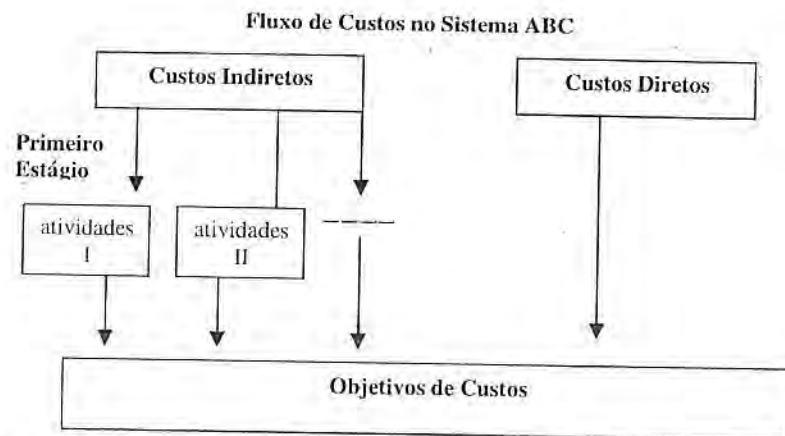 Fluxo de Custos no Sistema ABC
Custos Indiretos
Custos Diretos
Primeiro
Estágio
atividades
I
atividades
II
Objetivos de Custos